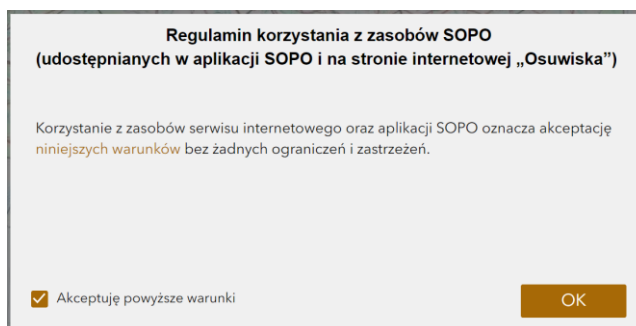 Regulamin korzystania z zasobów SOPO
(udostępnianych w aplikacji SOPO i na stronie internetowej „Osuwiska”)
Korzystanie z zasobów serwisu internetowego oraz aplikacji SOPO oznacza akceptację
niniejszych warunków bez żadnych ograniczeń i zastrzeżeń.
Akceptuję powyższe warunki
OK